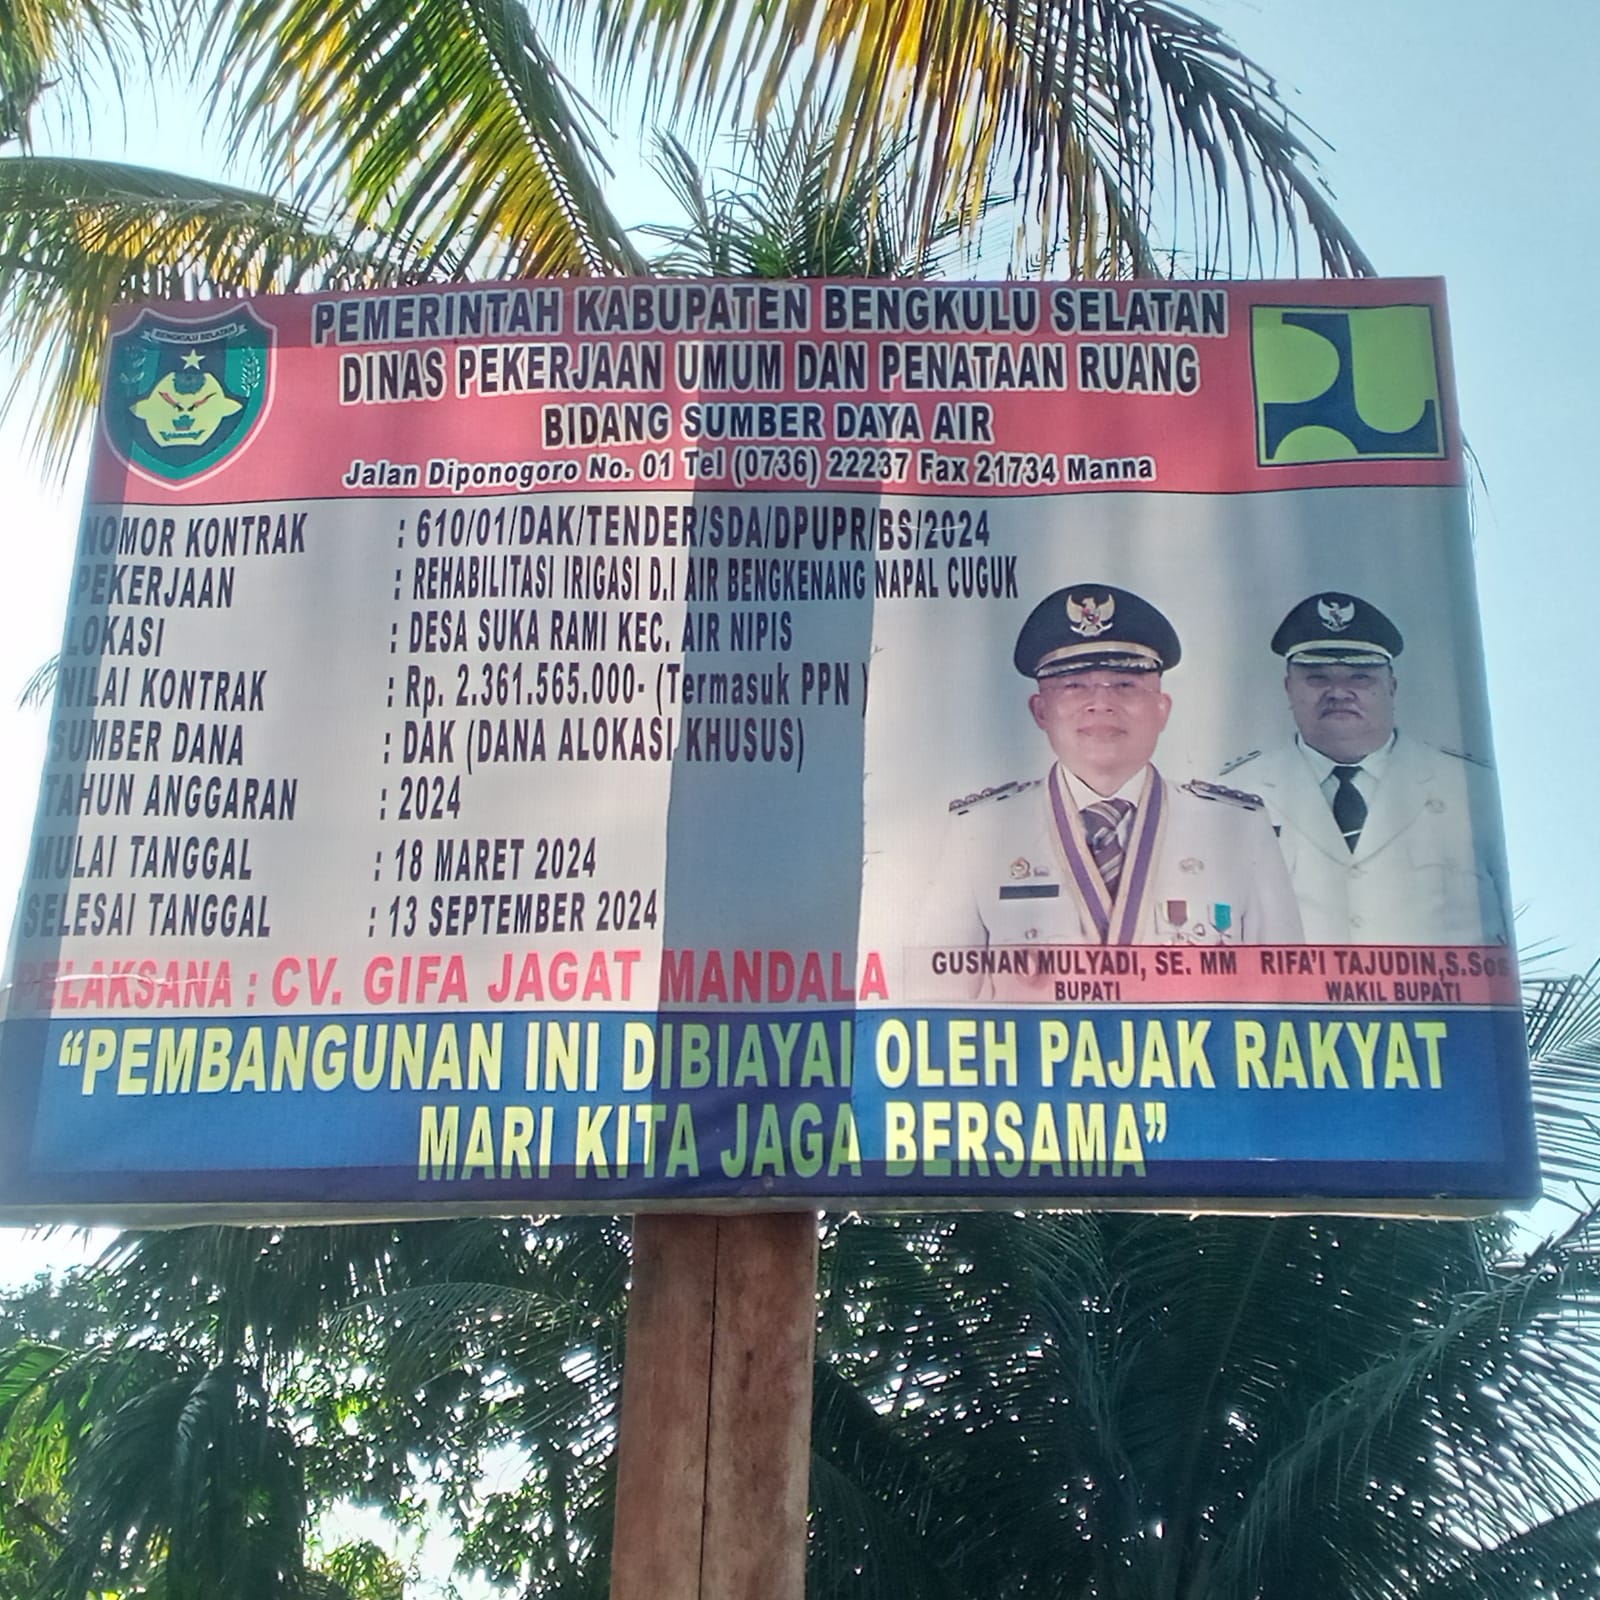 BENGKULU SELATAN
PEMERINTAH KABUPATEN BENGKULU SELATAN
DINAS PEKERJAAN UMUM DAN PENATAAN RUANG
BIDANG SUMBER DAYA AIR
Jalan Diponogoro No. 01 Tel (0736) 22237 Fax 21734 Manna
NOMOR KONTRAK : 610/01/DAK/TENDER/SDA/DPUPR/BS/2024
PEKERJAAN : REHABILITASI IRIGASI D.I AIR BENGKENANG NAPAL CUGUK
LOKASI : DESA SUKA RAMI KEC. AIR NIPIS
NILAI KONTRAK : Rp. 2.361.565.000- (Termasuk PPN )
SUMBER DANA : DAK (DANA ALOKASI KHUSUS)
TAHUN ANGGARAN : 2024
MULAI TANGGAL : 18 MARET 2024
SELESAI TANGGAL : 13 SEPTEMBER 2024
PELAKSANA : CV. GIFA JAGAT MANDALA
GUSNAN MULYADI, SE. MM
BUPATI
RIFA'I TAJUDIN,S.Sos
WAKIL BUPATI
“PEMBANGUNAN INI DIBIAYAI OLEH PAJAK RAKYAT
MARI KITA JAGA BERSAMA”